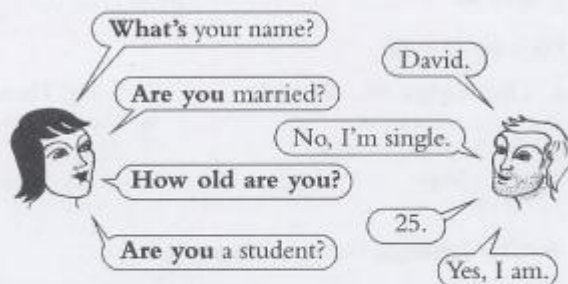 What's your name?
David.
Are you married?
No, I'm single.
How old are you?
25.
Are you a student?
Yes, I am.